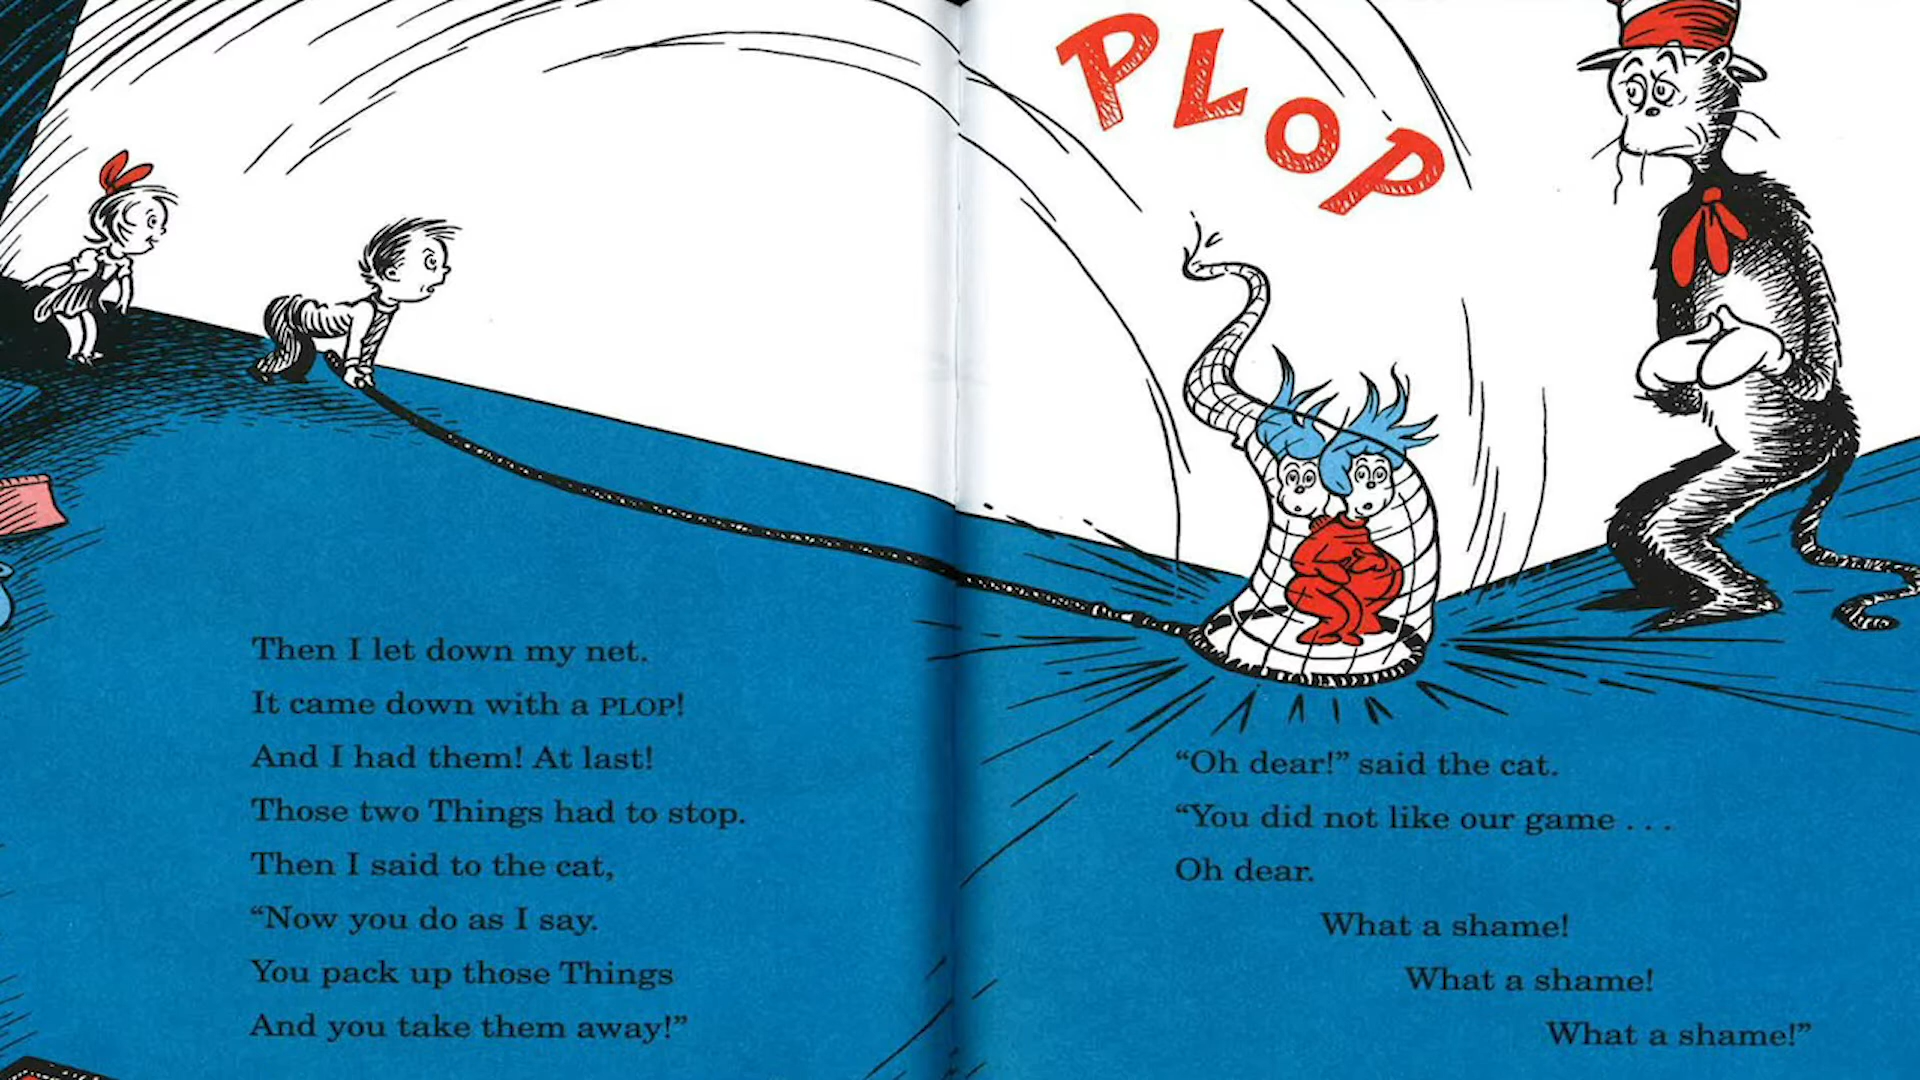 PLOP
Then I let down my net.
It came down with a PLOP!
And I had them! At last!
Those two Things had to stop.
Then I said to the cat,
“Now you do as I say.
You pack up those Things
And you take them away!”
“Oh dear!” said the cat.
“You did not like our game . . .
Oh dear.
What a shame!
What a shame!
What a shame!”